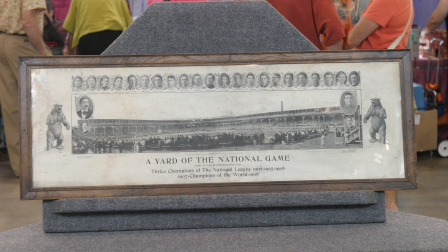 A YARD OF THE NATIONAL GAME
Thrice Champions of The National League 1906-1907-1908
1907-Champions of the World-1908